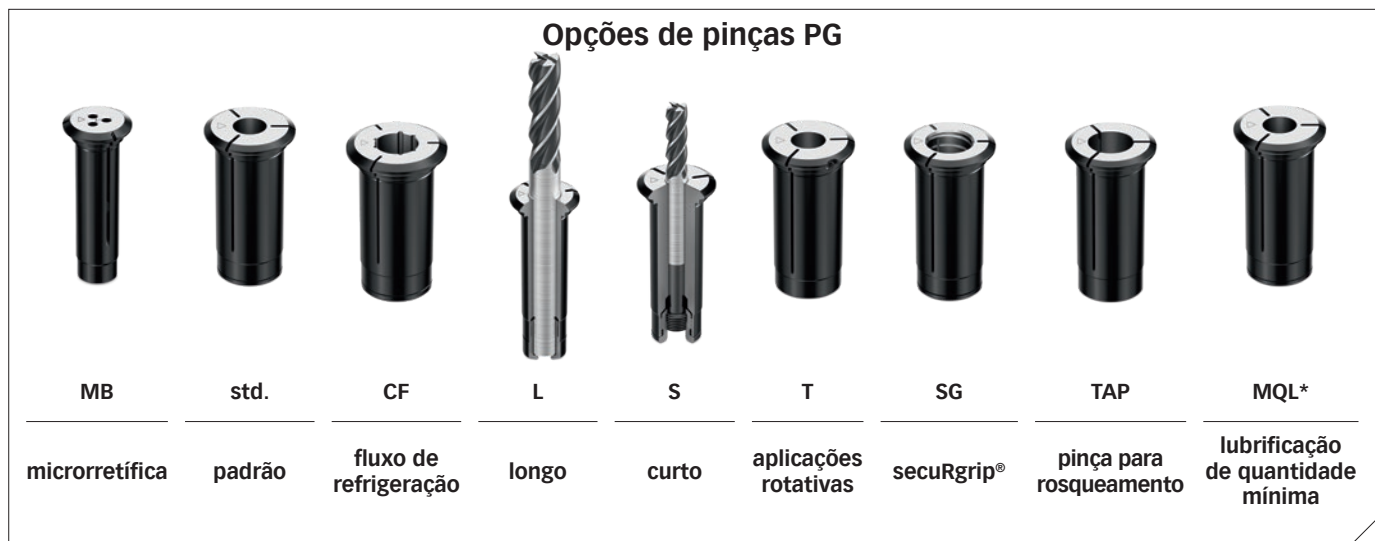 Opções de pinças PG
MB
std.
CF
L
S
T
SG
TAP
MQL*
microrretífica
padrão
fluxo de
refrigeração
longo
curto
aplicações
rotativas
secuRgrip®
pinça para
rosqueamento
lubrificação
de quantidade
mínima